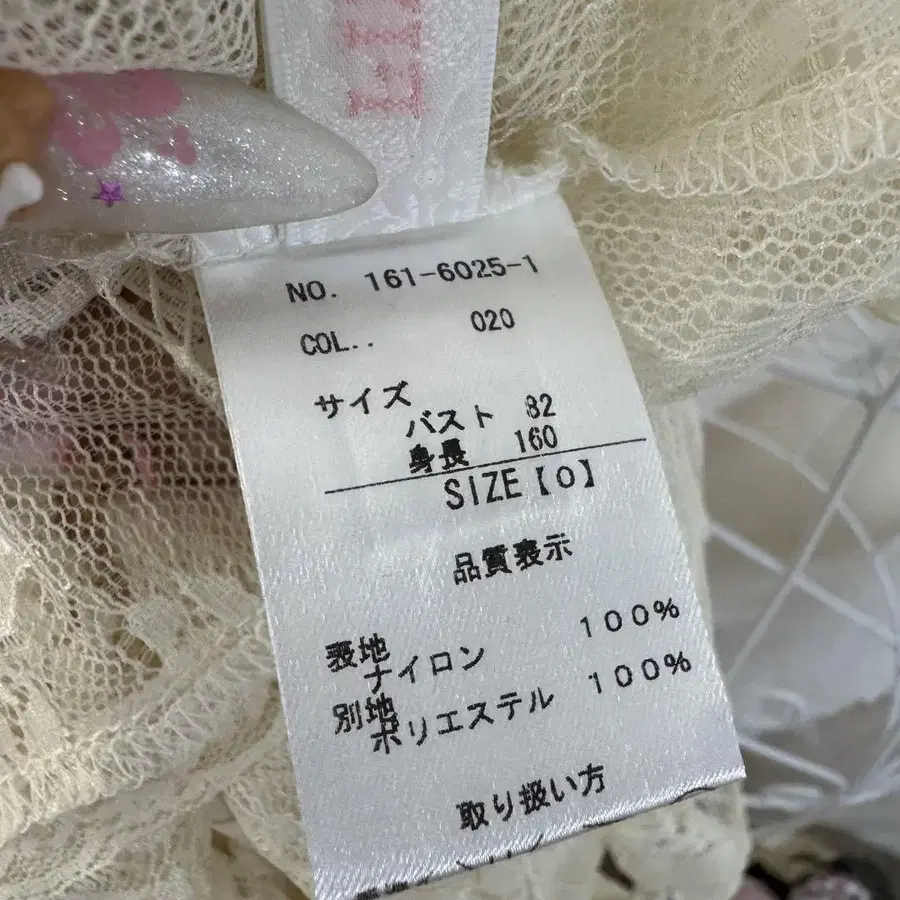 NO. 161-6025-1
COL.. 020
サイズ
バスト 82
身長 160
SIZE【0】
品質表示
表地
ナイロン 100%
別地
ポリエステル 100%
取り扱い方